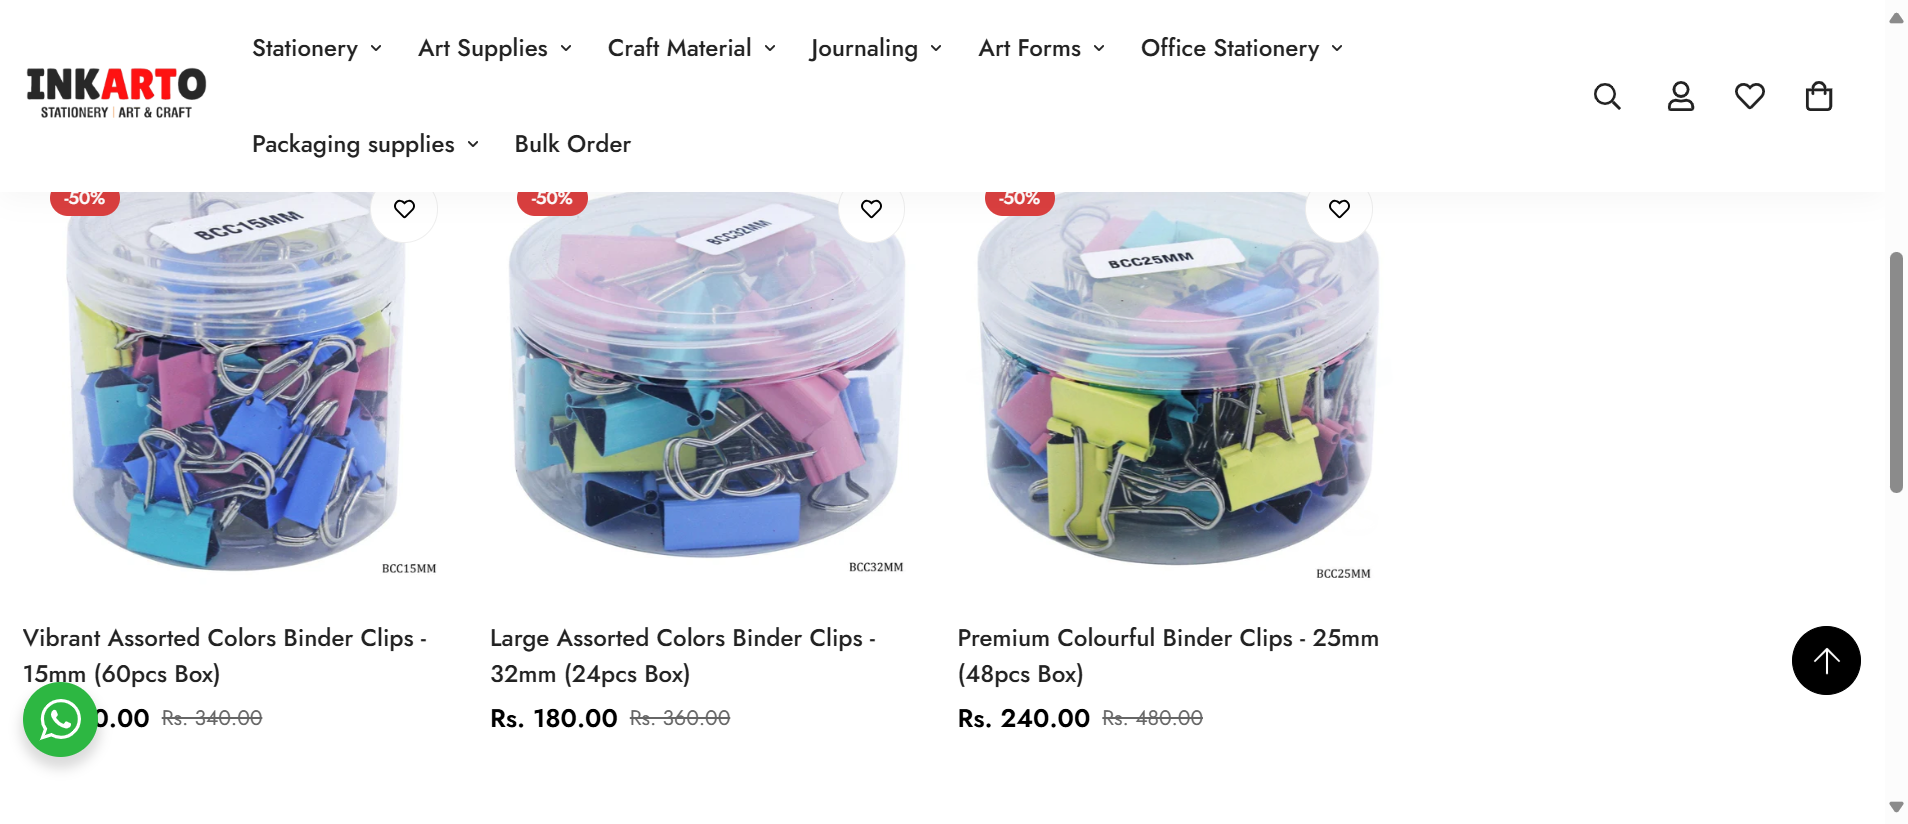 Stationery
Art Supplies
Craft Material
Journaling
Art Forms
Office Stationery
INKARTO
STATIONERY | ART & CRAFT
Packaging supplies
Bulk Order
-50%
-50%
-50%
BCC15MM
BCC32MM
BCC25MM
BCC15MM
BCC32MM
BCC25MM
Vibrant Assorted Colors Binder Clips -
15mm (60pcs Box)
0.00 Rs. 340.00
Large Assorted Colors Binder Clips -
32mm (24pcs Box)
Rs. 180.00 Rs. 360.00
Premium Colourful Binder Clips - 25mm
(48pcs Box)
Rs. 240.00 Rs. 480.00